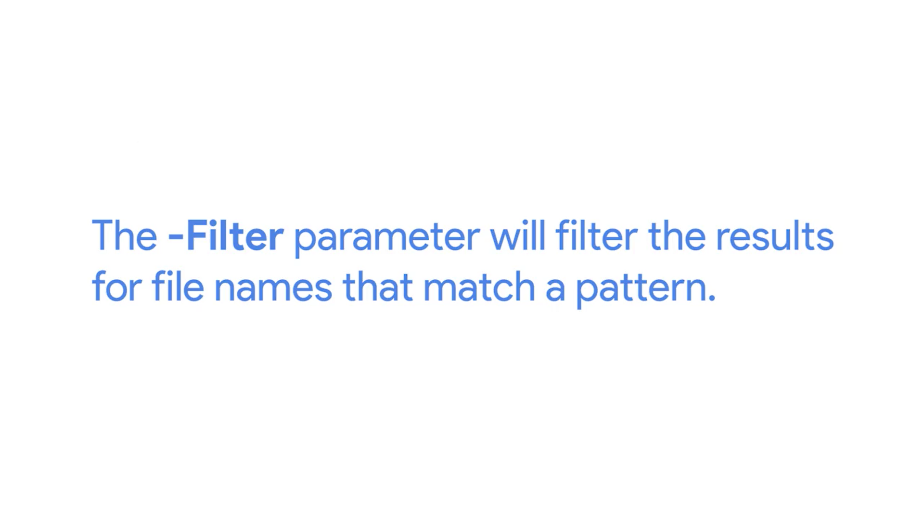 The -Filter parameter will filter the results
for file names that match a pattern.